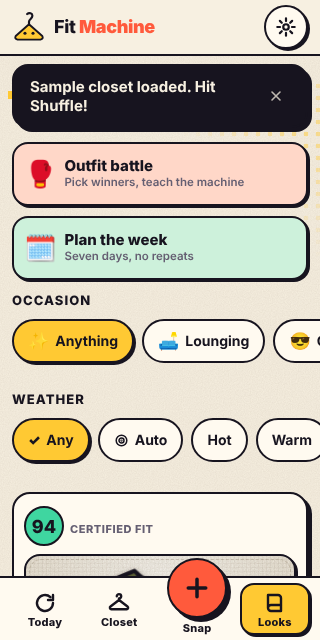 Fit Machine
Sample closet loaded. Hit
Shuffle!
Outfit battle
Pick winners, teach the machine
Plan the week
Seven days, no repeats
OCCASION
Anything
Lounging
WEATHER
Any
Auto
Hot
Warm
94 CERTIFIED FIT
Today
Closet
Snap
Looks